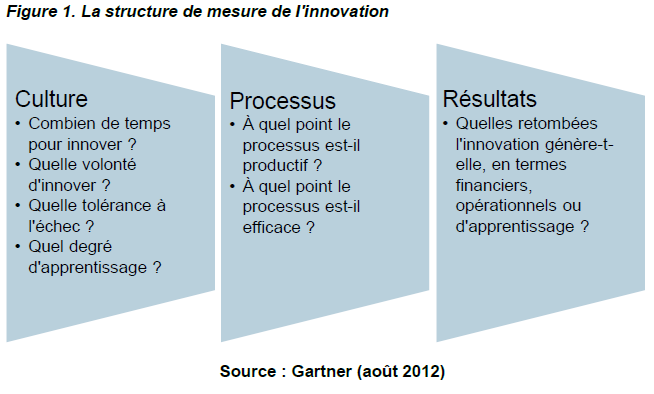 Figure 1. La structure de mesure de l'innovation
Culture
• Combien de temps
pour innover ?
• Quelle volonté
d'innover ?
• Quelle tolérance à
l'échec ?
• Quel degré
d'apprentissage ?
Processus
• À quel point le
processus est-il
productif ?
• À quel point le
processus est-il
efficace ?
Résultats
• Quelles retombées
l'innovation génère-t-
elle, en termes
financiers,
opérationnels ou
d'apprentissage ?
Source : Gartner (août 2012)